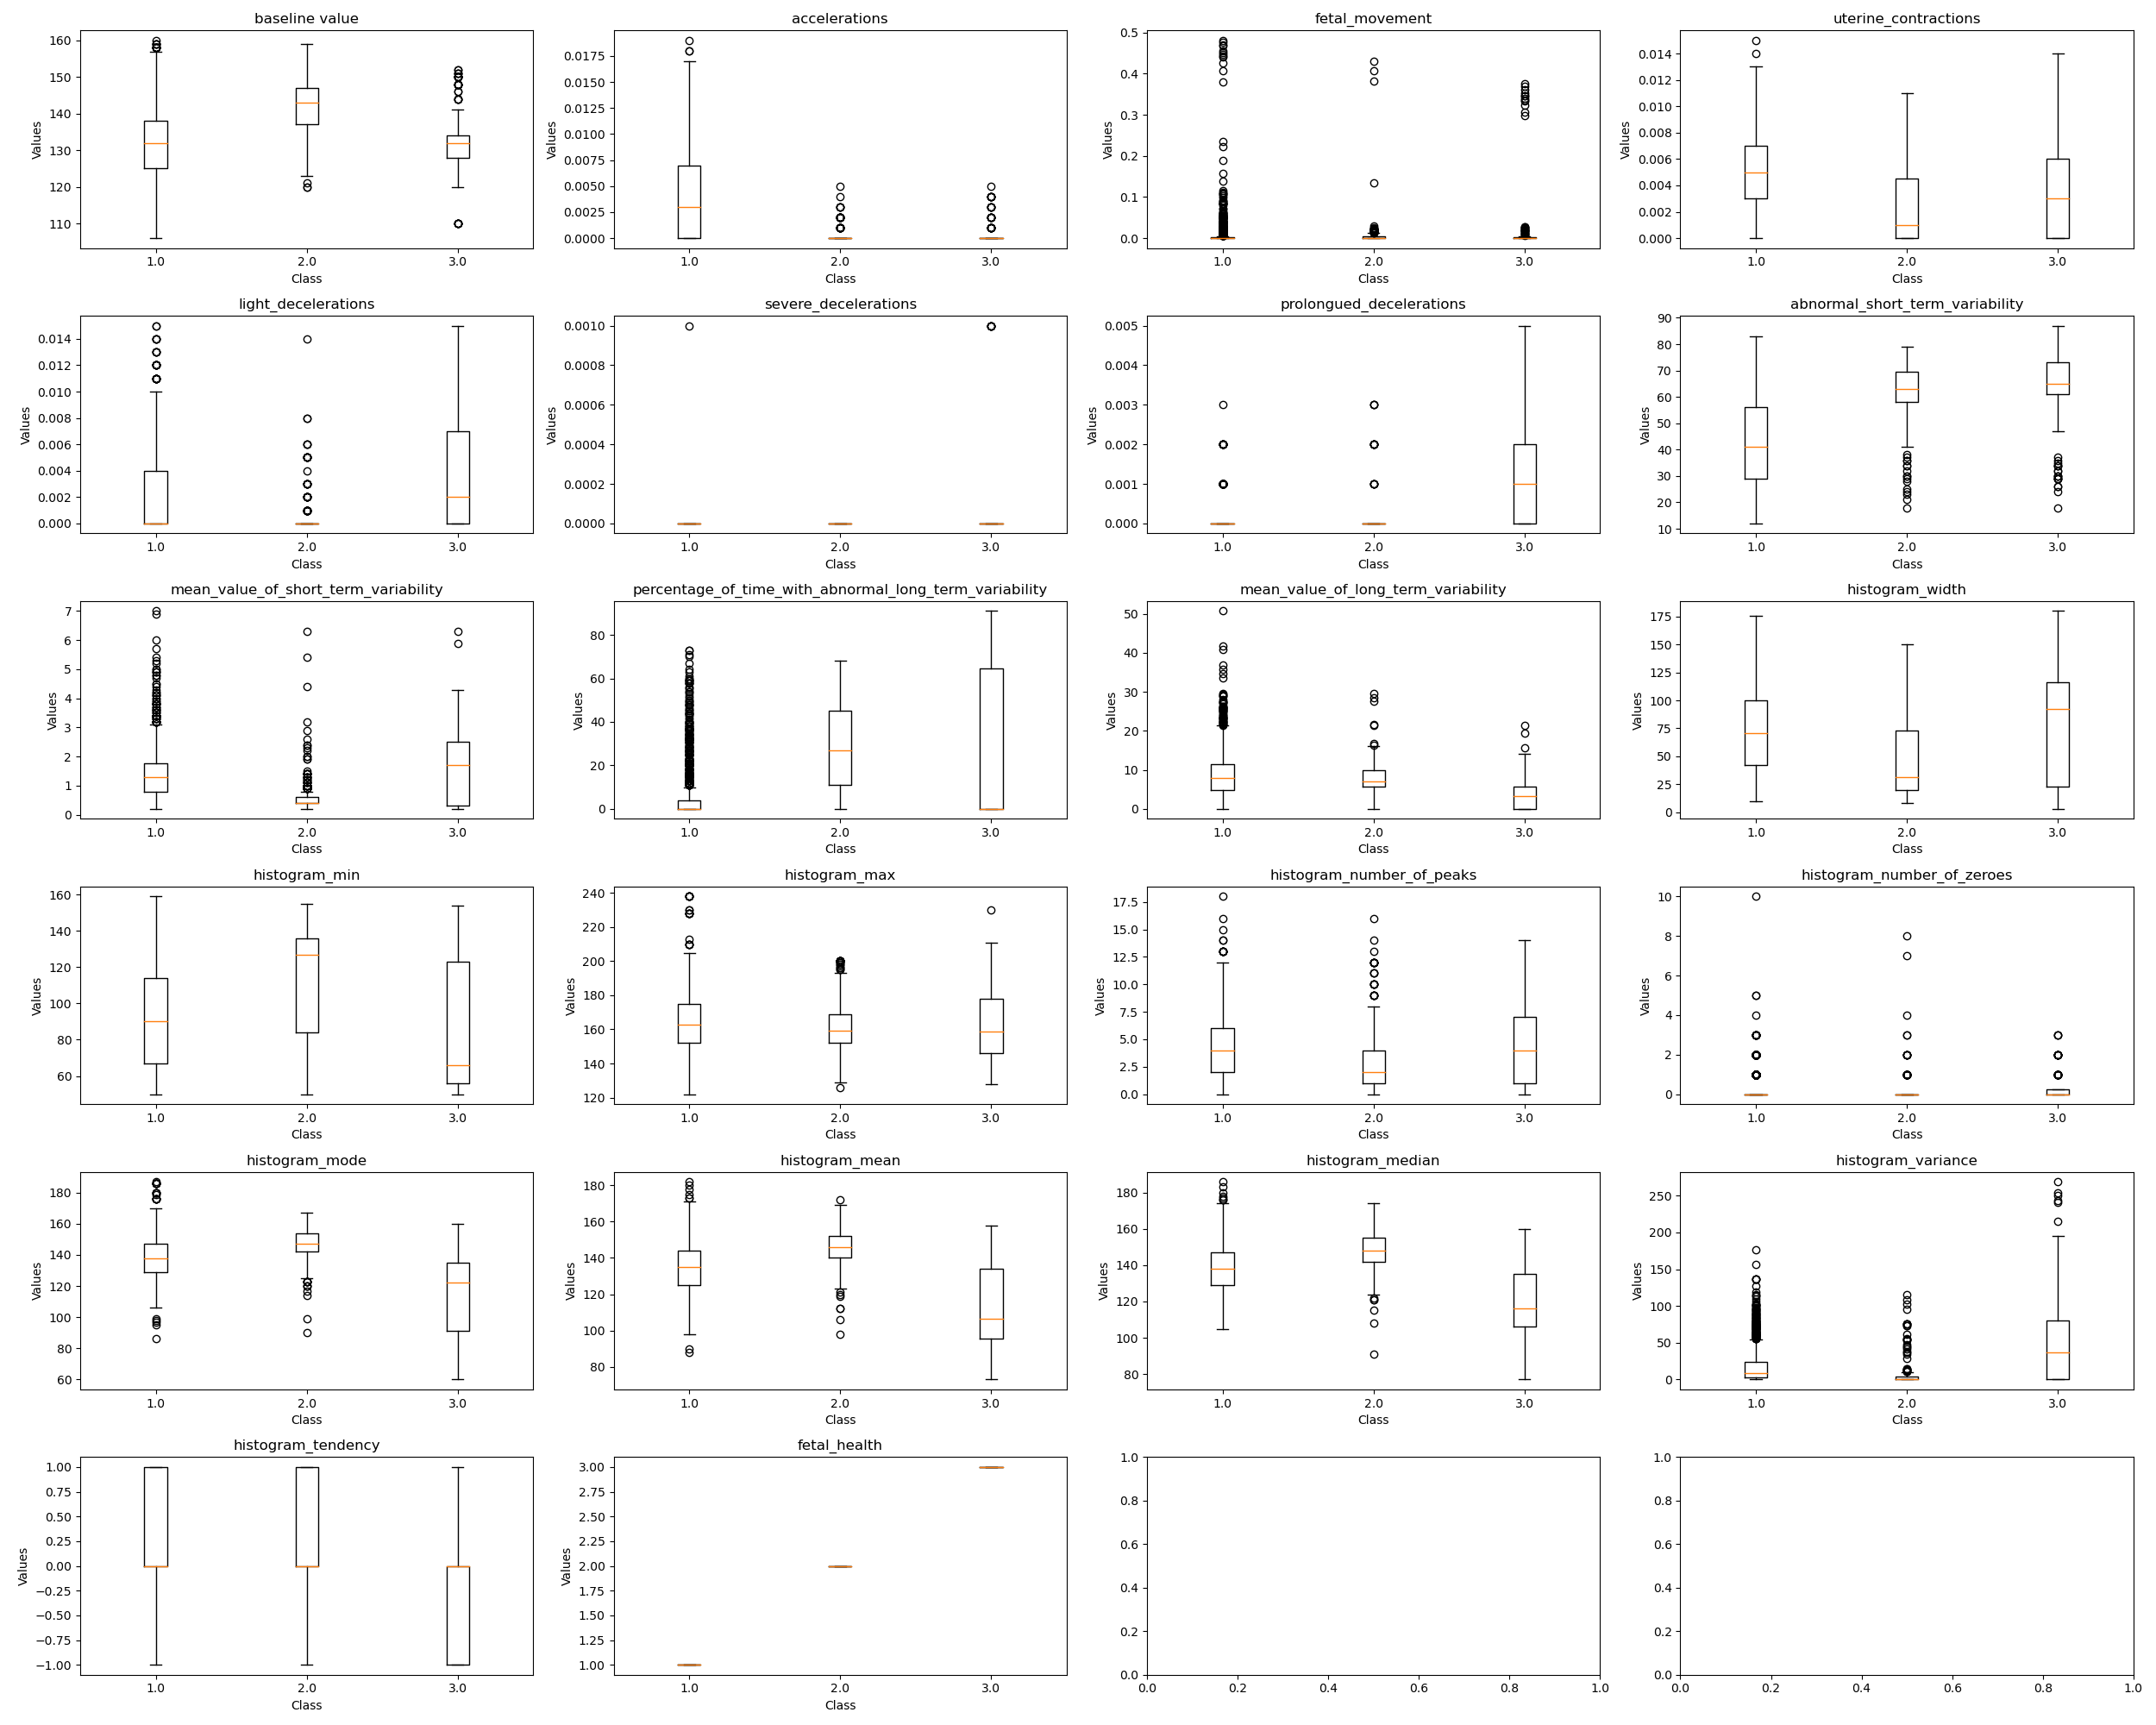 baseline value
160
150
140
130
120
110
Values
1.0 2.0 3.0
Class
accelerations
0.0175
0.0150
0.0125
0.0100
0.0075
0.0050
0.0025
0.0000
Values
1.0 2.0 3.0
Class
fetal_movement
0.5
0.4
0.3
0.2
0.1
0.0
Values
1.0 2.0 3.0
Class
uterine_contractions
0.014
0.012
0.010
0.008
0.006
0.004
0.002
0.000
Values
1.0 2.0 3.0
Class
light_decelerations
0.014
0.012
0.010
0.008
0.006
0.004
0.002
0.000
Values
1.0 2.0 3.0
Class
severe_decelerations
0.0010
0.0008
0.0006
0.0004
0.0002
0.0000
Values
1.0 2.0 3.0
Class
prolongued_decelerations
0.005
0.004
0.003
0.002
0.001
0.000
Values
1.0 2.0 3.0
Class
abnormal_short_term_variability
90
80
70
60
50
40
30
20
10
Values
1.0 2.0 3.0
Class
mean_value_of_short_term_variability
7
6
5
4
3
2
1
0
Values
1.0 2.0 3.0
Class
percentage_of_time_with_abnormal_long_term_variability
80
60
40
20
0
Values
1.0 2.0 3.0
Class
mean_value_of_long_term_variability
50
40
30
20
10
0
Values
1.0 2.0 3.0
Class
histogram_width
175
150
125
100
75
50
25
0
Values
1.0 2.0 3.0
Class
histogram_min
160
140
120
100
80
60
Values
1.0 2.0 3.0
Class
histogram_max
240
220
200
180
160
140
120
Values
1.0 2.0 3.0
Class
histogram_number_of_peaks
17.5
15.0
12.5
10.0
7.5
5.0
2.5
0.0
Values
1.0 2.0 3.0
Class
histogram_number_of_zeroes
10
8
6
4
2
0
Values
1.0 2.0 3.0
Class
histogram_mode
180
160
140
120
100
80
60
Values
1.0 2.0 3.0
Class
histogram_mean
180
160
140
120
100
80
Values
1.0 2.0 3.0
Class
histogram_median
180
160
140
120
100
80
Values
1.0 2.0 3.0
Class
histogram_variance
250
200
150
100
50
0
Values
1.0 2.0 3.0
Class
histogram_tendency
1.00
0.75
0.50
0.25
0.00
−0.25
−0.50
−0.75
−1.00
Values
1.0 2.0 3.0
Class
fetal_health
3.00
2.75
2.50
2.25
2.00
1.75
1.50
1.25
1.00
Values
1.0 2.0 3.0
Class
1.0
0.8
0.6
0.4
0.2
0.0
0.0 0.2 0.4 0.6 0.8 1.0
1.0
0.8
0.6
0.4
0.2
0.0
0.0 0.2 0.4 0.6 0.8 1.0